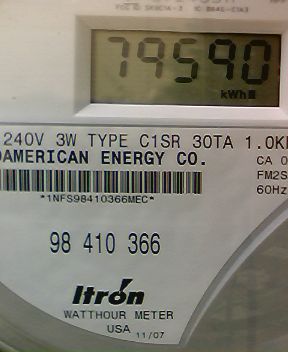 79590
kWh
240V 3W TYPE C1SR 30TA 1.0K
AMERICAN ENERGY CO.
CA 0
FM2S
60Hz
*1NFS98410366MEC*
98 410 366
Itrón
WATTHOUR METER
USA 11/07